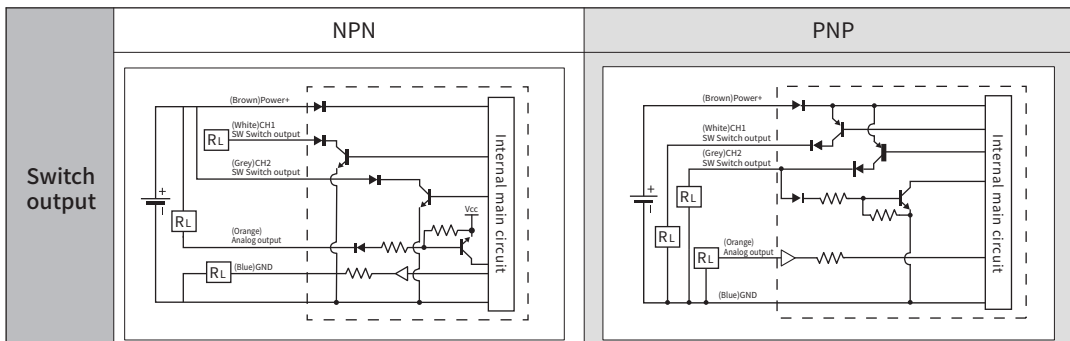 NPN
PNP
Switch
output
(Brown)Power+
(White)CH1
SW Switch output
RL
(Grey)CH2
SW Switch output
+
RL
Vcc
(Orange)
Analog output
RL
(Blue)GND
Internal main circuit
(Brown)Power+
(White)CH1
SW Switch output
(Grey)CH2
SW Switch output
+
RL
RL
RL
(Orange)
Analog output
(Blue)GND
Internal main circuit